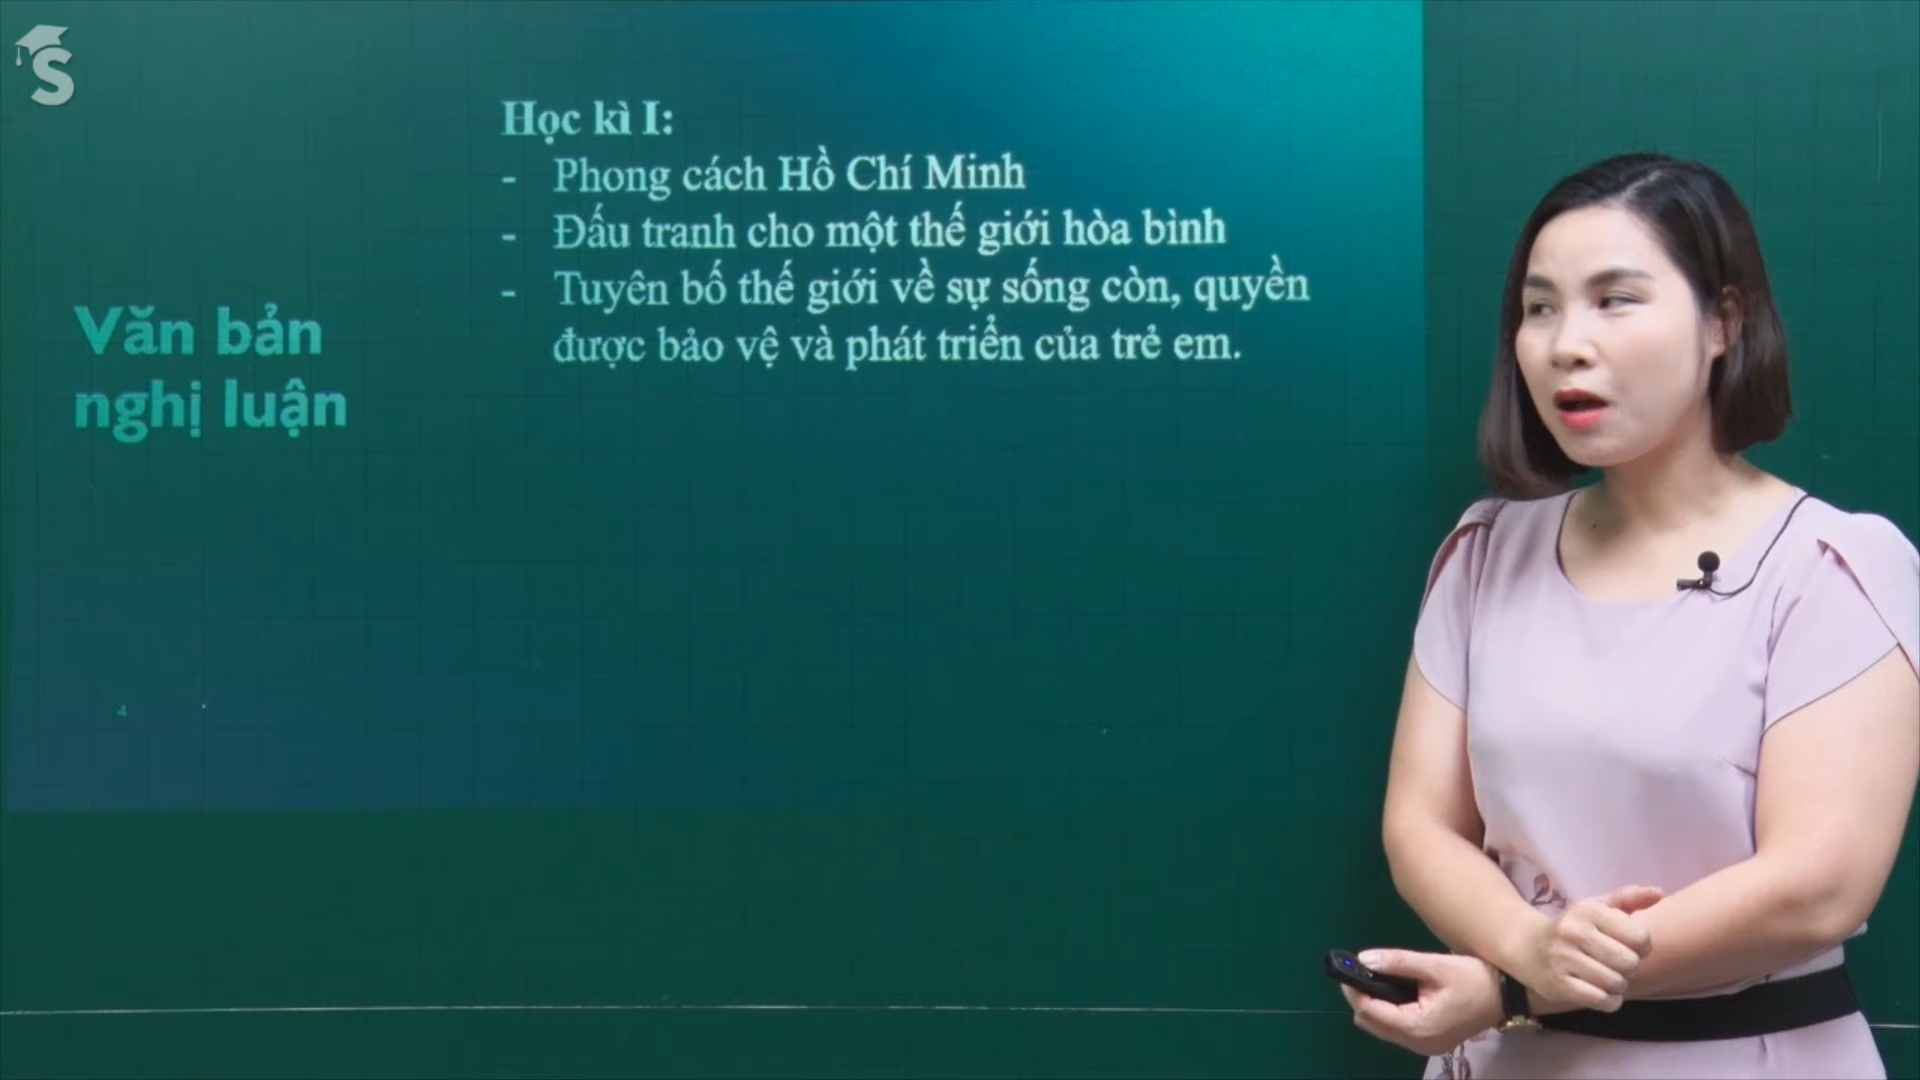 S
Văn bản
nghị luận
Học kì I:
- Phong cách Hồ Chí Minh
- Đấu tranh cho một thế giới hòa bình
- Tuyên bố thế giới về sự sống còn, quyền
được bảo vệ và phát triển của trẻ em.
4